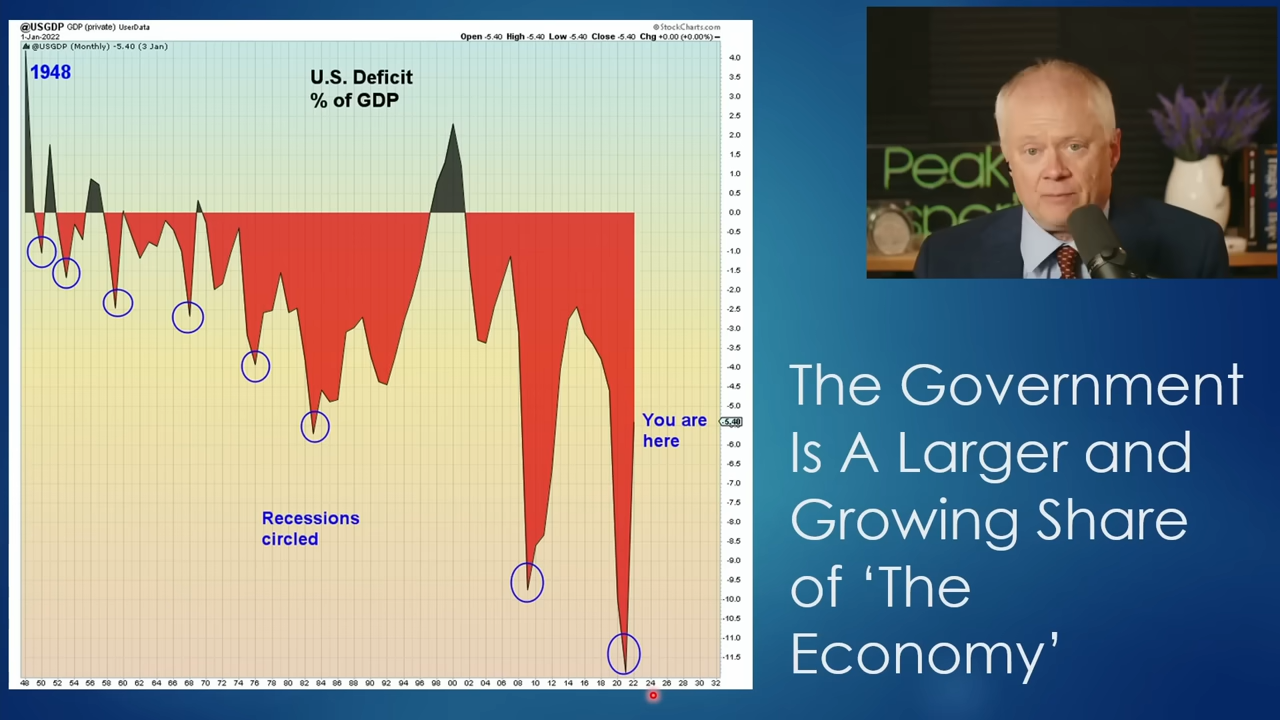 @USGDP GDP (private) UserData
© StockCharts.com
1-Jan-2022
Open -5.40 High -5.40 Low -5.40 Close -5.40 Chg +0.00 (+0.00%)
@USGDP (Monthly) -5.40 (3 Jan)
1948
U.S. Deficit
% of GDP
4.0
3.5
3.0
2.5
2.0
1.5
1.0
0.5
0.0
-0.5
-1.0
-1.5
-2.0
-2.5
-3.0
-3.5
-4.0
-4.5
-5.0
-5.40
-6.0
-6.5
-7.0
-7.5
-8.0
-8.5
-9.0
-9.5
-10.0
-10.5
-11.0
-11.5
You are
here
Recessions
circled
48 50 52 54 56 58 60 62 64 66 68 70 72 74 76 78 80 82 84 86 88 90 92 94 96 98 00 02 04 06 08 10 12 14 16 18 20 22 24 26 28 30 32
Peak
The Government
Is A Larger and
Growing Share
of ‘The
Economy’